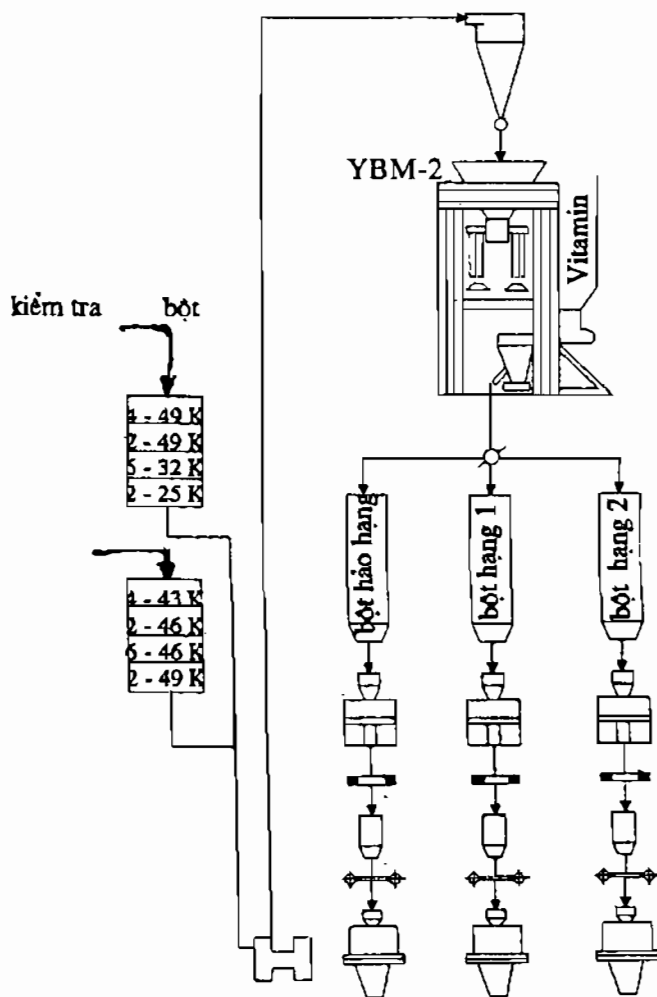 YBM-2
Vitamin
kiểm tra bột
4 - 49 K
2 - 49 K
6 - 32 K
2 - 25 K
4 - 43 K
2 - 46 K
6 - 46 K
2 - 49 K
bột hảo hạng
bột hạng 1
bột hạng 2